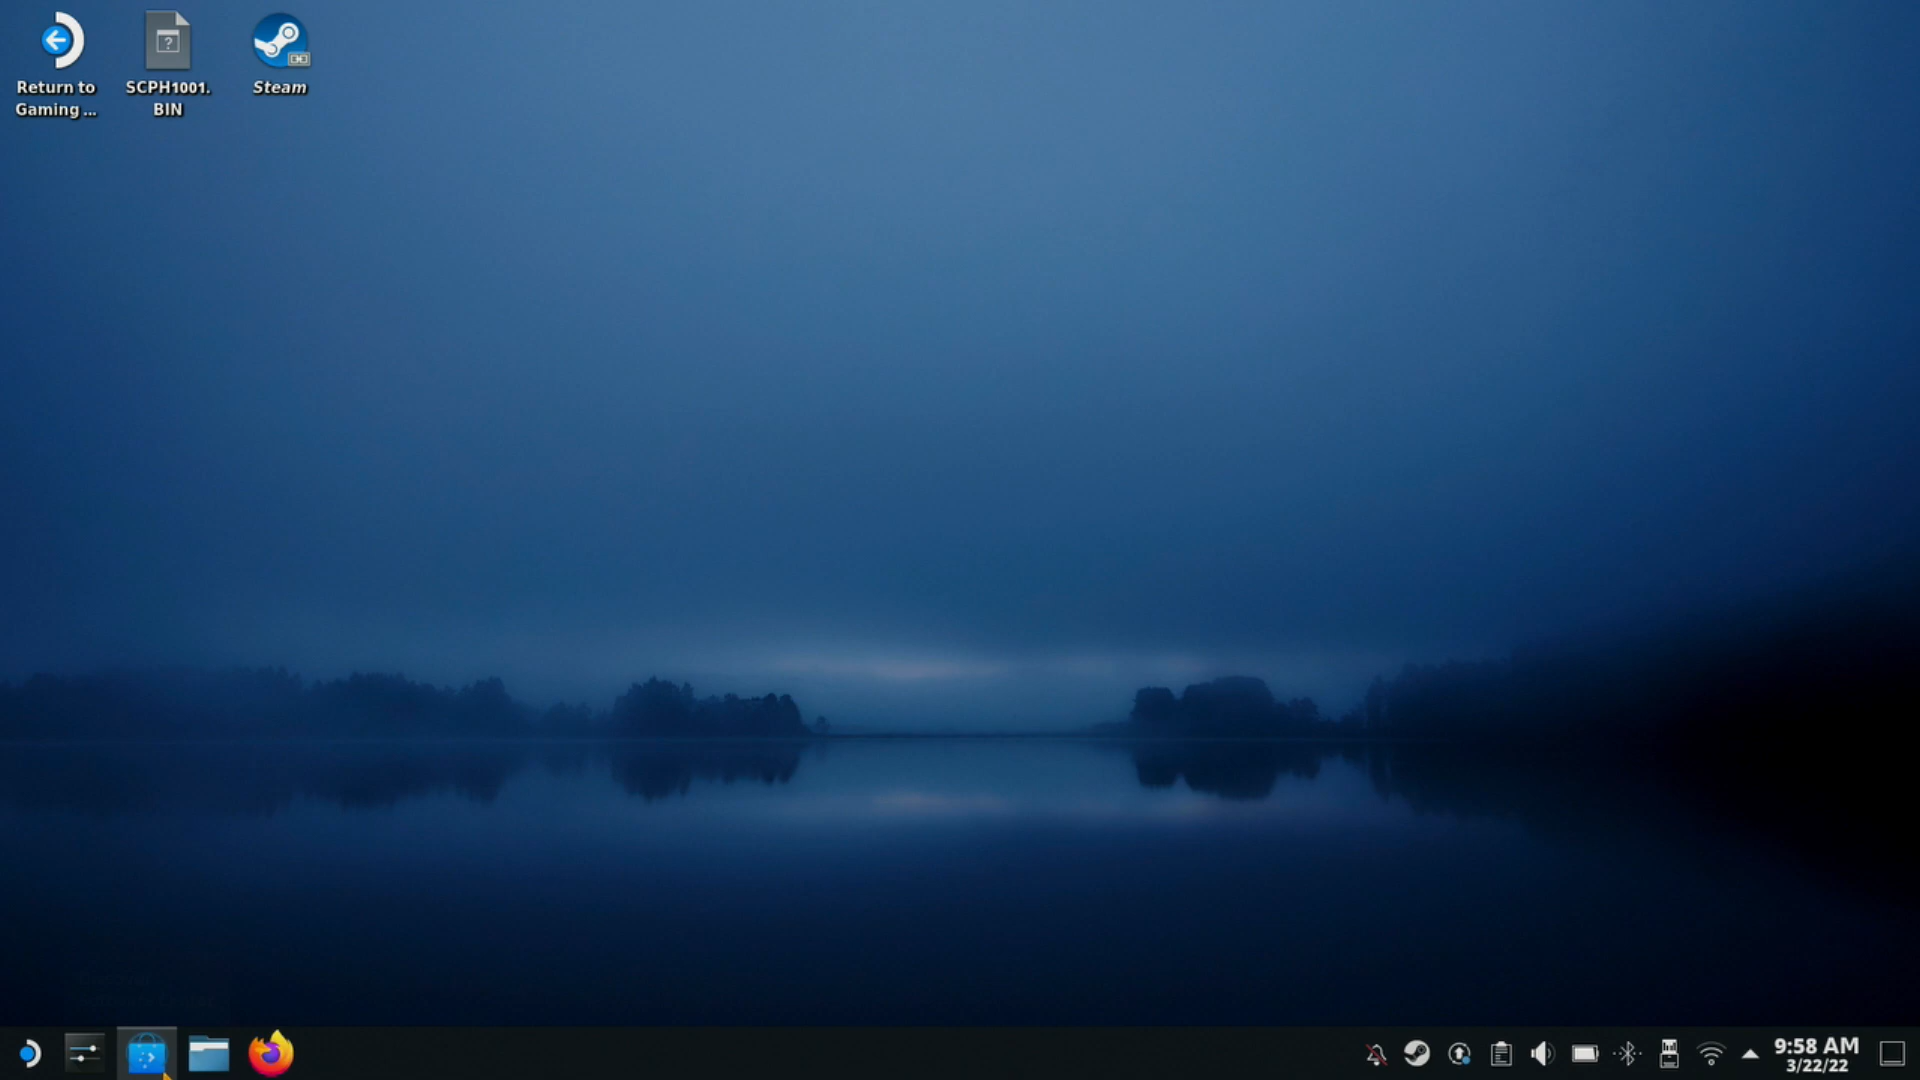 Return to
Gaming ...
SCPH1001.
BIN
Steam
9:58 AM
3/22/22